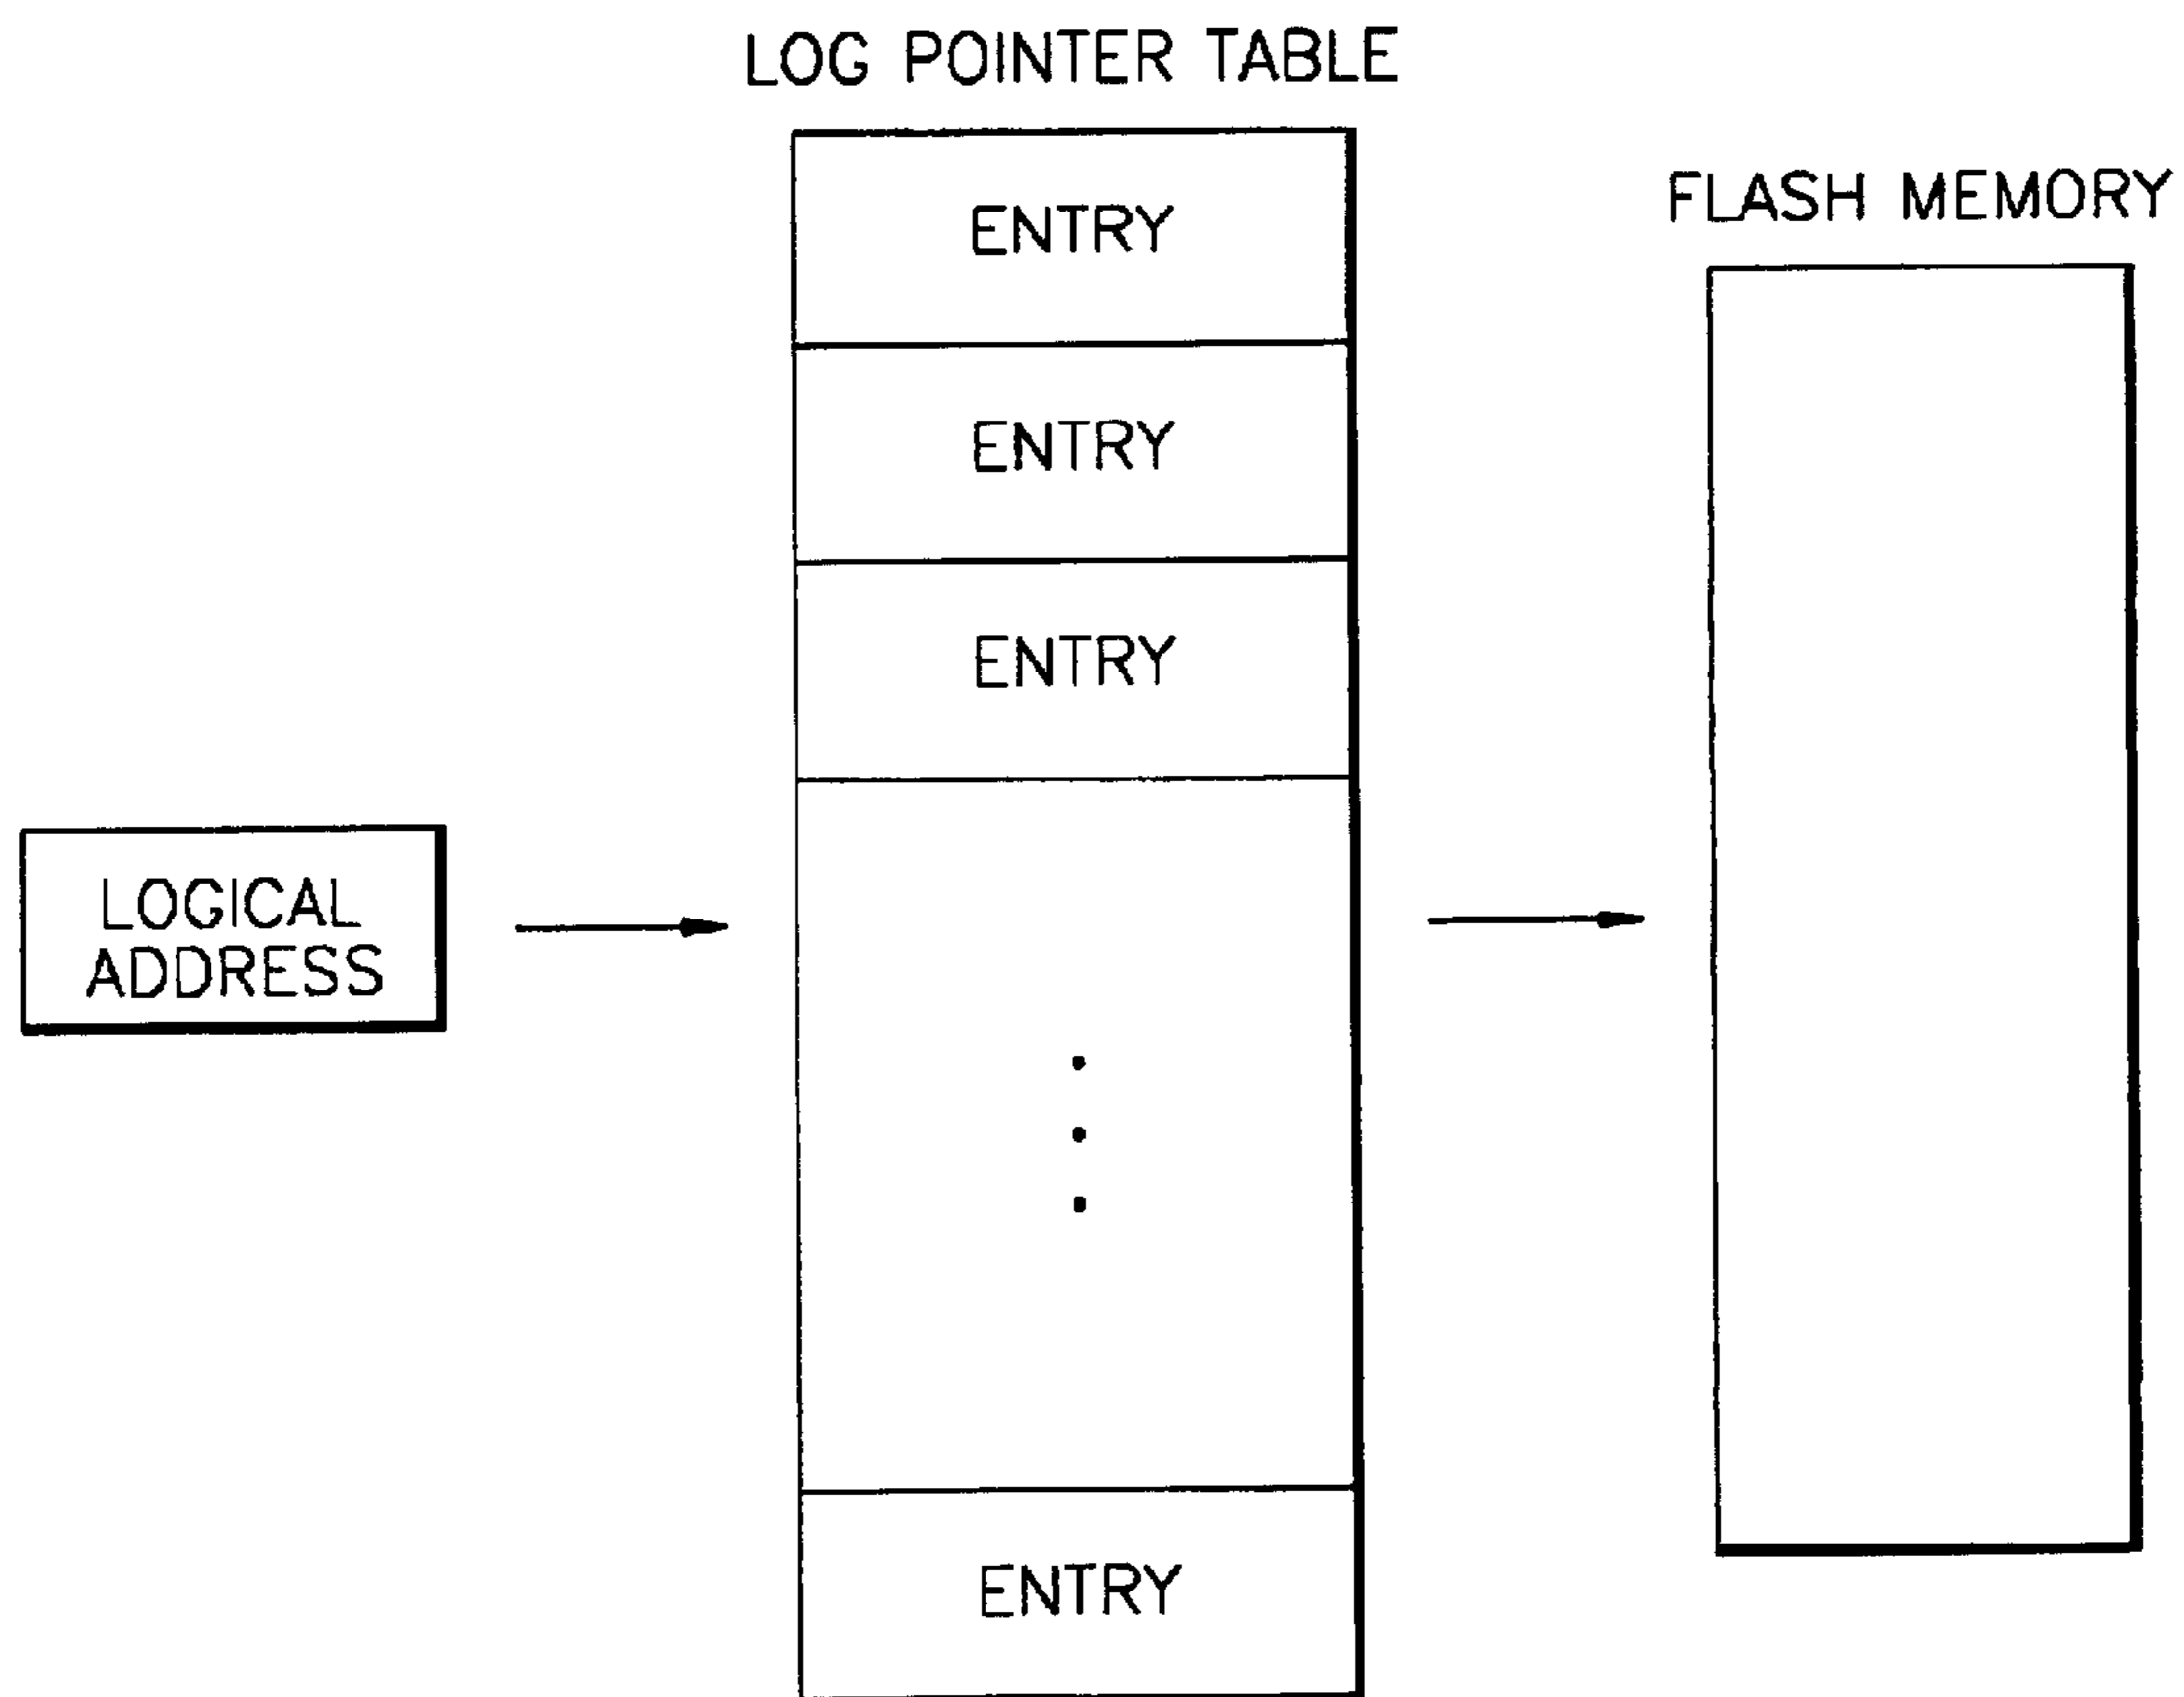 LOG POINTER TABLE
FLASH MEMORY
ENTRY
ENTRY
ENTRY
LOGICAL
ADDRESS
ENTRY